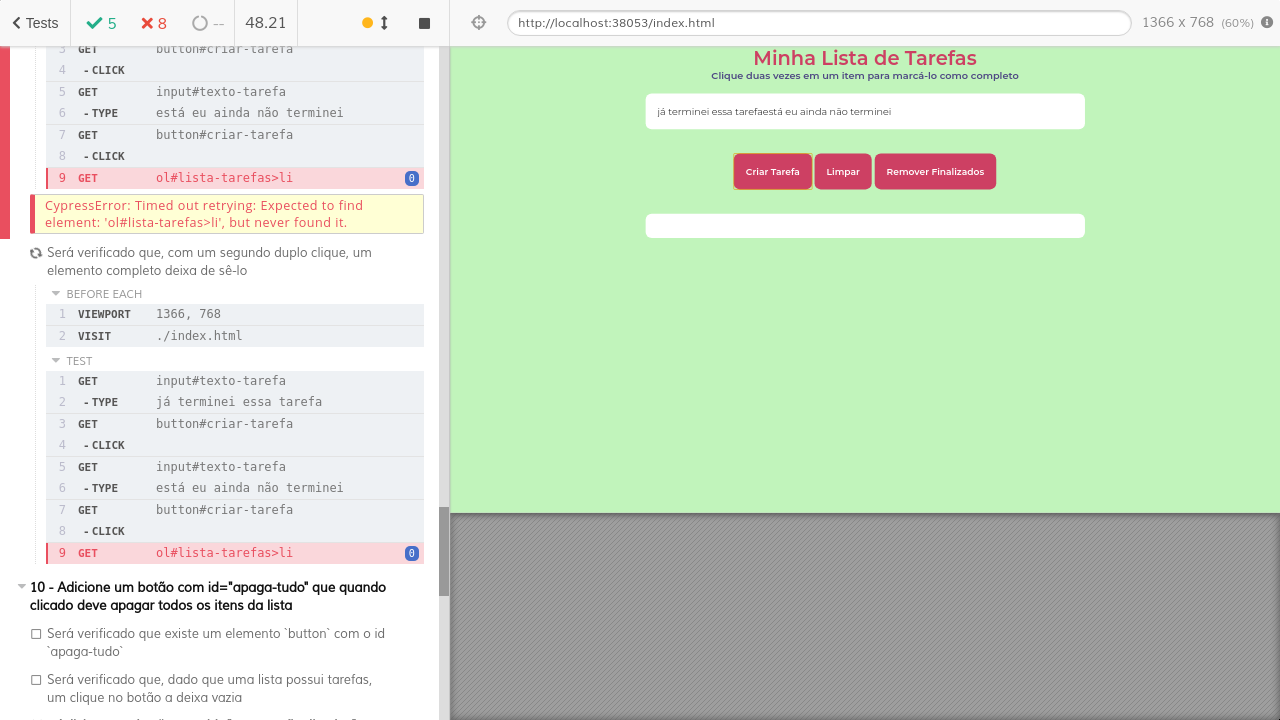 Tests
5
8
--
48.21
http://localhost:38053/index.html
1366 x 768 (60%)
3 GET button#criar-tarefa
4 - CLICK
5 GET input#texto-tarefa
6 - TYPE está eu ainda não terminei
7 GET button#criar-tarefa
8 - CLICK
9 GET ol#lista-tarefas>li 0
CypressError: Timed out retrying: Expected to find
element: 'ol#lista-tarefas>li', but never found it.
Será verificado que, com um segundo duplo clique, um
elemento completo deixa de sê-lo
BEFORE EACH
1 VIEWPORT 1366, 768
2 VISIT ./index.html
TEST
1 GET input#texto-tarefa
2 - TYPE já terminei essa tarefa
3 GET button#criar-tarefa
4 - CLICK
5 GET input#texto-tarefa
6 - TYPE está eu ainda não terminei
7 GET button#criar-tarefa
8 - CLICK
9 GET ol#lista-tarefas>li 0
10 - Adicione um botão com id="apaga-tudo" que quando
clicado deve apagar todos os itens da lista
Será verificado que existe um elemento `button` com o id
`apaga-tudo`
Será verificado que, dado que uma lista possui tarefas,
um clique no botão a deixa vazia
Minha Lista de Tarefas
Clique duas vezes em um item para marcá-lo como completo
já terminei essa tarefaestá eu ainda não terminei
Criar Tarefa
Limpar
Remover Finalizados